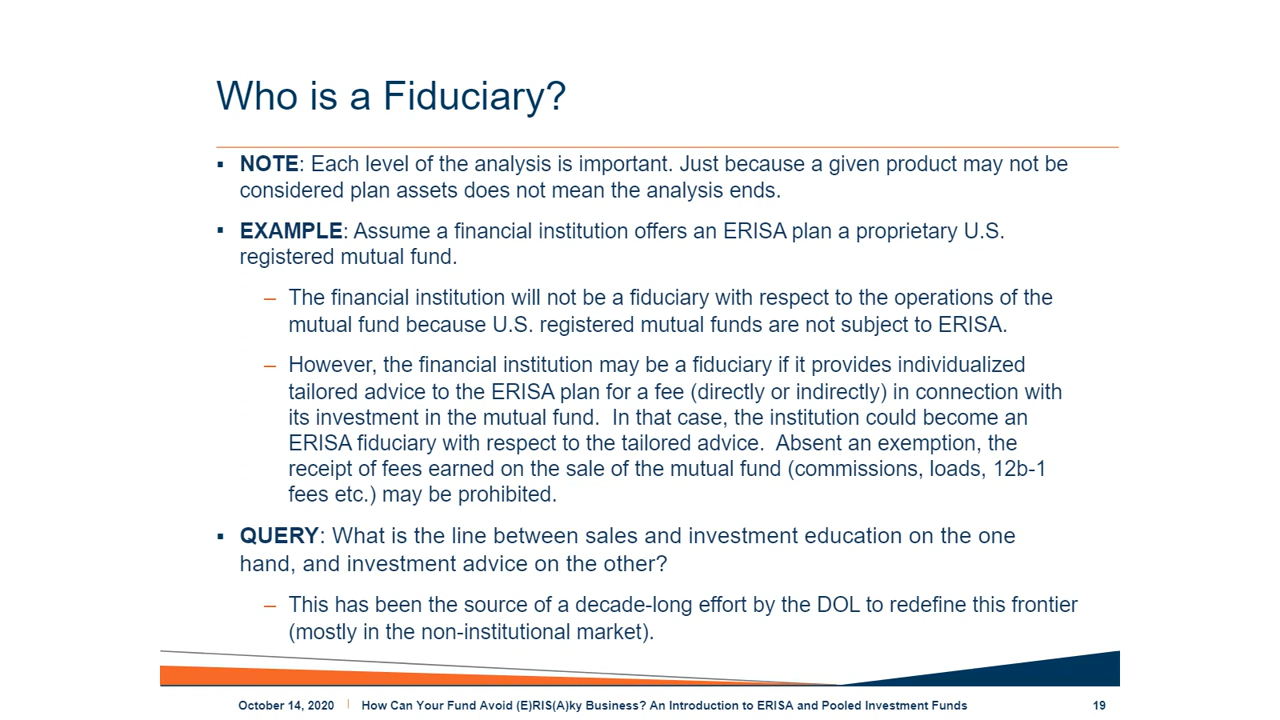 Who is a Fiduciary?
▪ NOTE: Each level of the analysis is important. Just because a given product may not be
considered plan assets does not mean the analysis ends.
▪ EXAMPLE: Assume a financial institution offers an ERISA plan a proprietary U.S.
registered mutual fund.
– The financial institution will not be a fiduciary with respect to the operations of the
mutual fund because U.S. registered mutual funds are not subject to ERISA.
– However, the financial institution may be a fiduciary if it provides individualized
tailored advice to the ERISA plan for a fee (directly or indirectly) in connection with
its investment in the mutual fund. In that case, the institution could become an
ERISA fiduciary with respect to the tailored advice. Absent an exemption, the
receipt of fees earned on the sale of the mutual fund (commissions, loads, 12b-1
fees etc.) may be prohibited.
▪ QUERY: What is the line between sales and investment education on the one
hand, and investment advice on the other?
– This has been the source of a decade-long effort by the DOL to redefine this frontier
(mostly in the non-institutional market).
October 14, 2020 | How Can Your Fund Avoid (E)RIS(A)ky Business? An Introduction to ERISA and Pooled Investment Funds 19